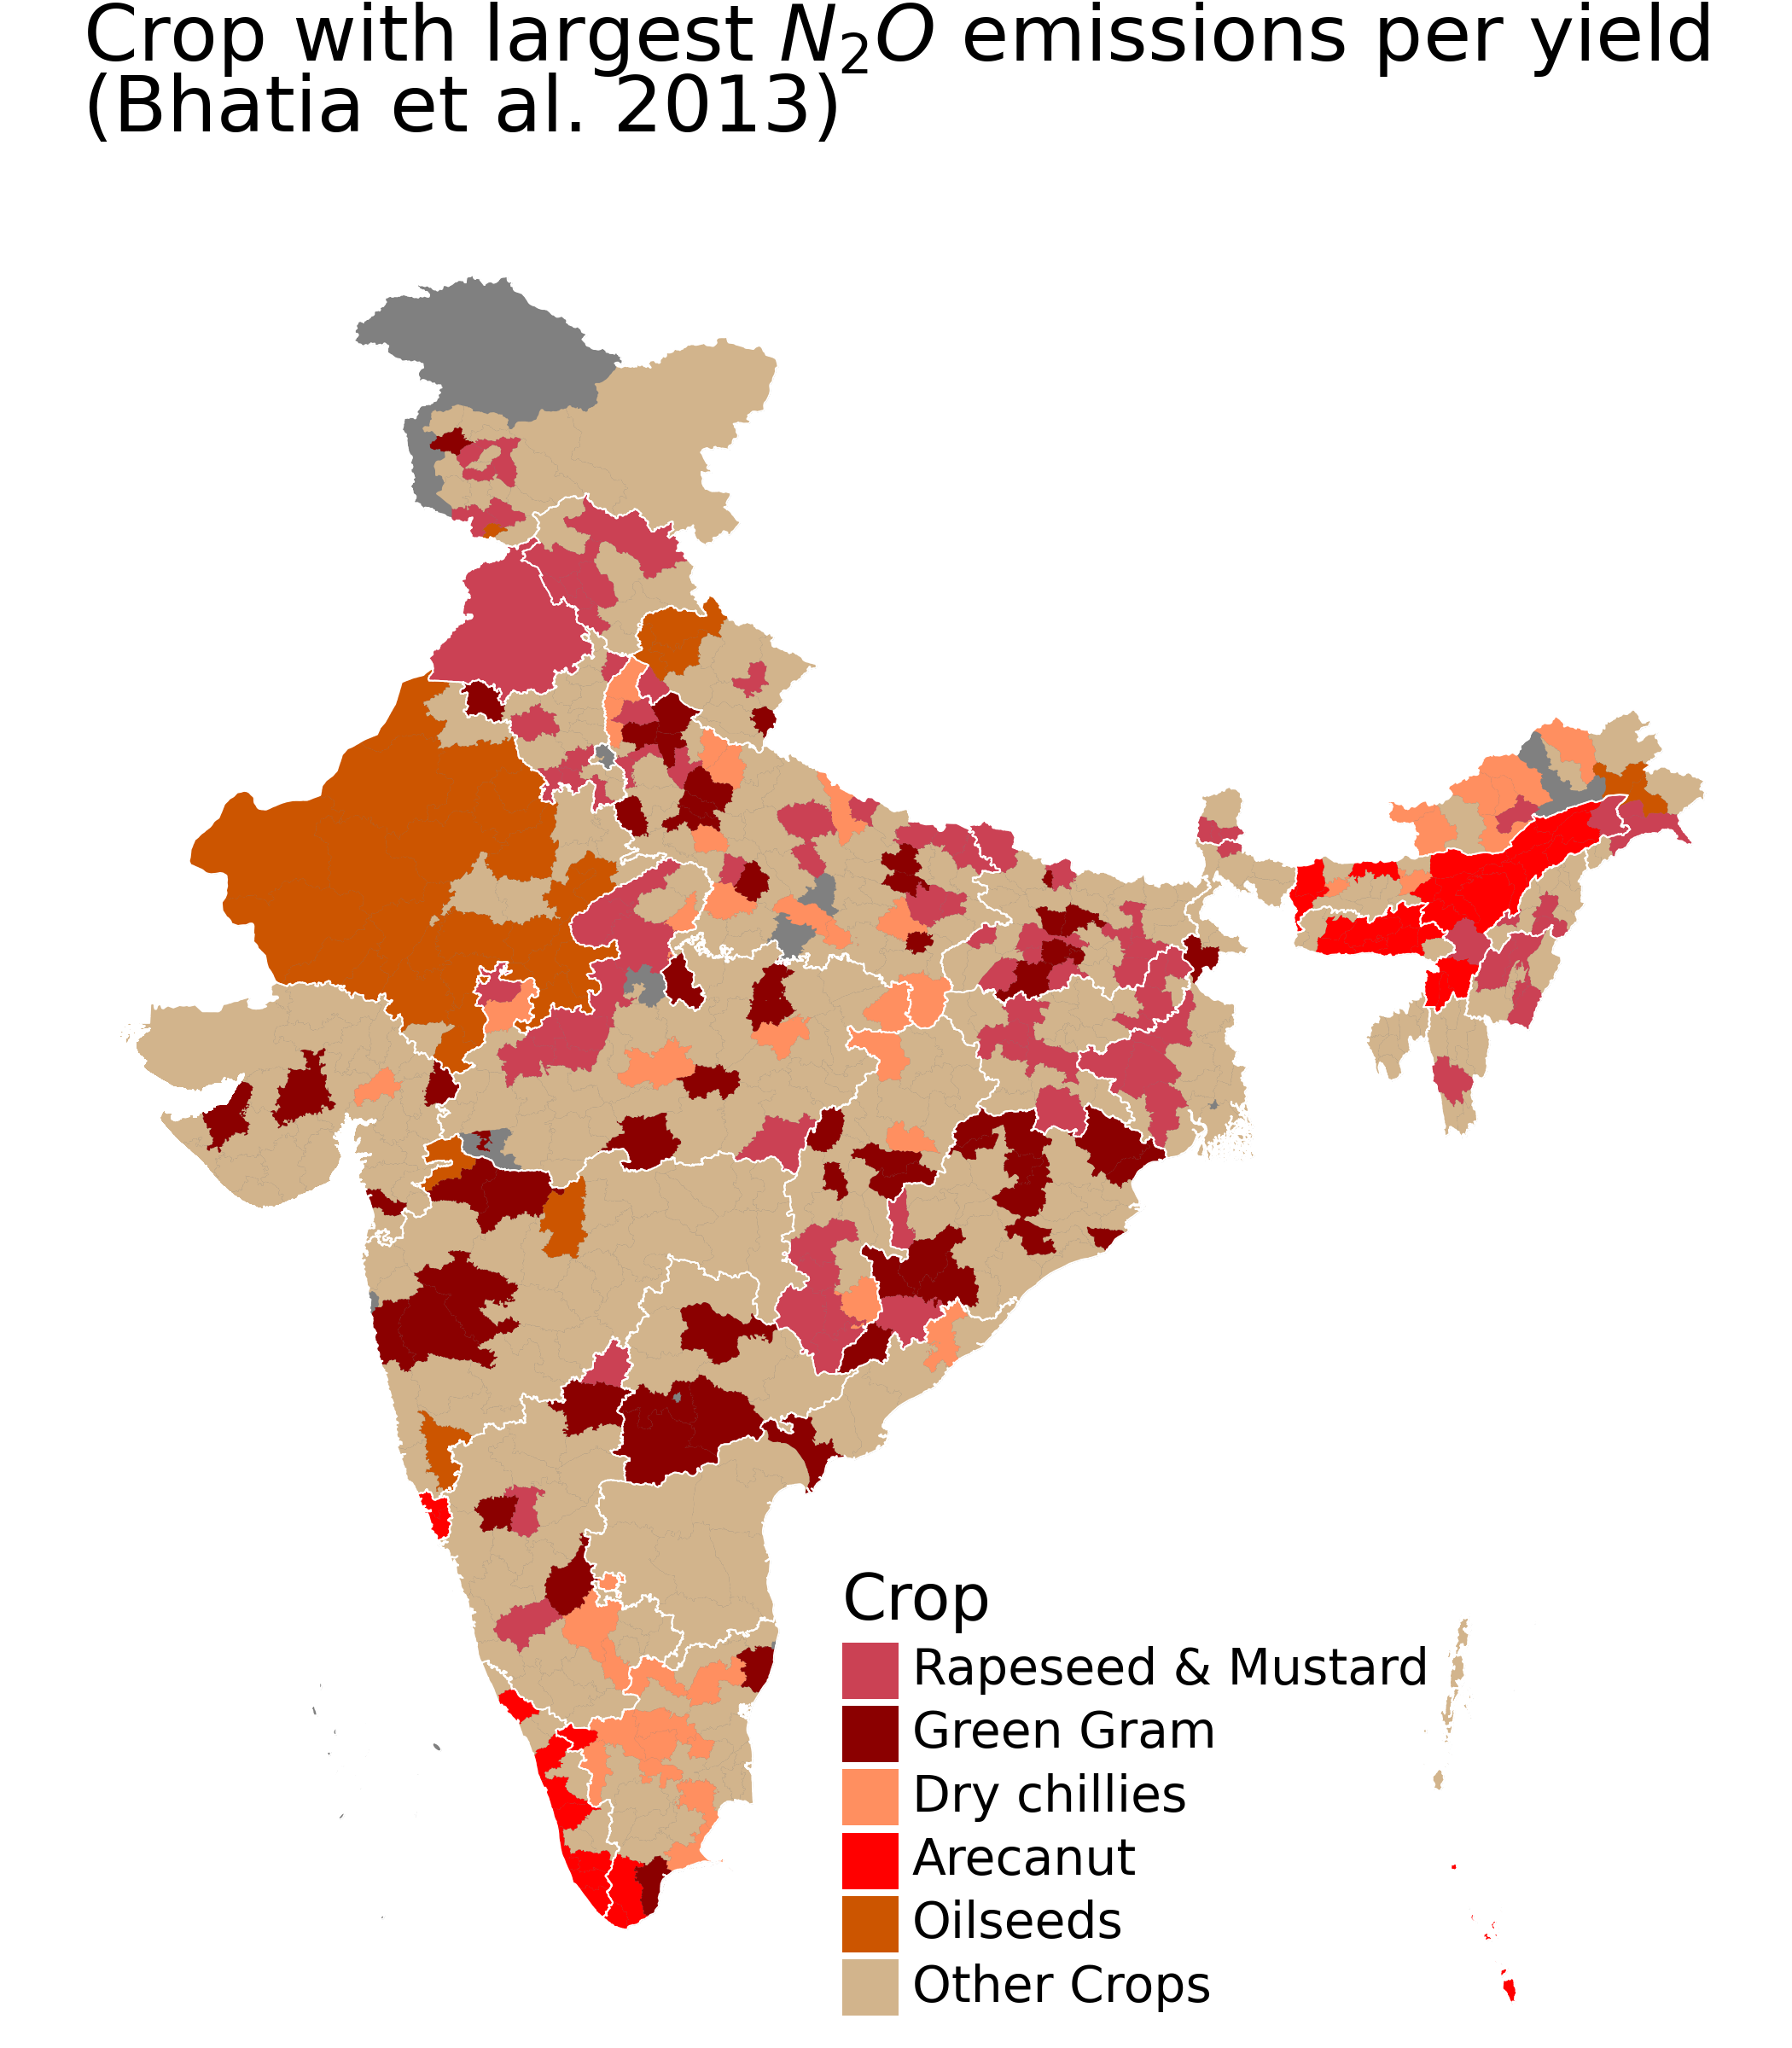 Crop with largest N₂O emissions per yield
(Bhatia et al. 2013)
Crop
Rapeseed & Mustard
Green Gram
Dry chillies
Arecanut
Oilseeds
Other Crops